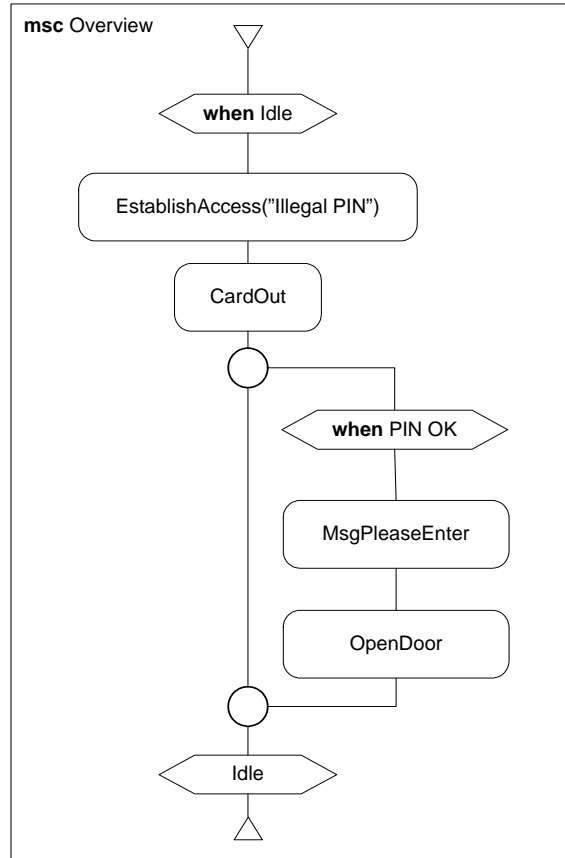 msc Overview
when Idle
EstablishAccess(”Illegal PIN”)
CardOut
when PIN OK
MsgPleaseEnter
OpenDoor
Idle